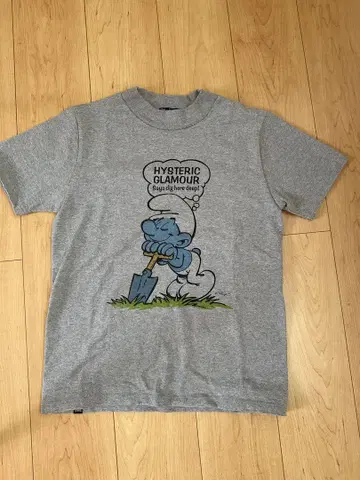 HYSTERIC
GLAMOUR
Boys dig here deep!